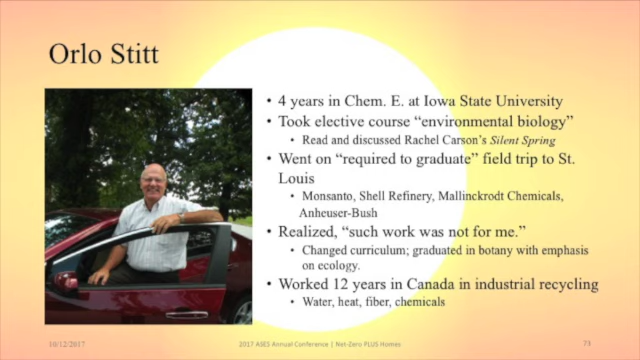 Orlo Stitt
• 4 years in Chem. E. at Iowa State University
• Took elective course “environmental biology”
• Read and discussed Rachel Carson’s Silent Spring
• Went on “required to graduate” field trip to St.
Louis
• Monsanto, Shell Refinery, Mallinckrodt Chemicals,
Anheuser-Bush
• Realized, “such work was not for me.”
• Changed curriculum; graduated in botany with emphasis
on ecology.
• Worked 12 years in Canada in industrial recycling
• Water, heat, fiber, chemicals
10/12/2017
2017 ASES Annual Conference | Net-Zero PLUS Homes
73